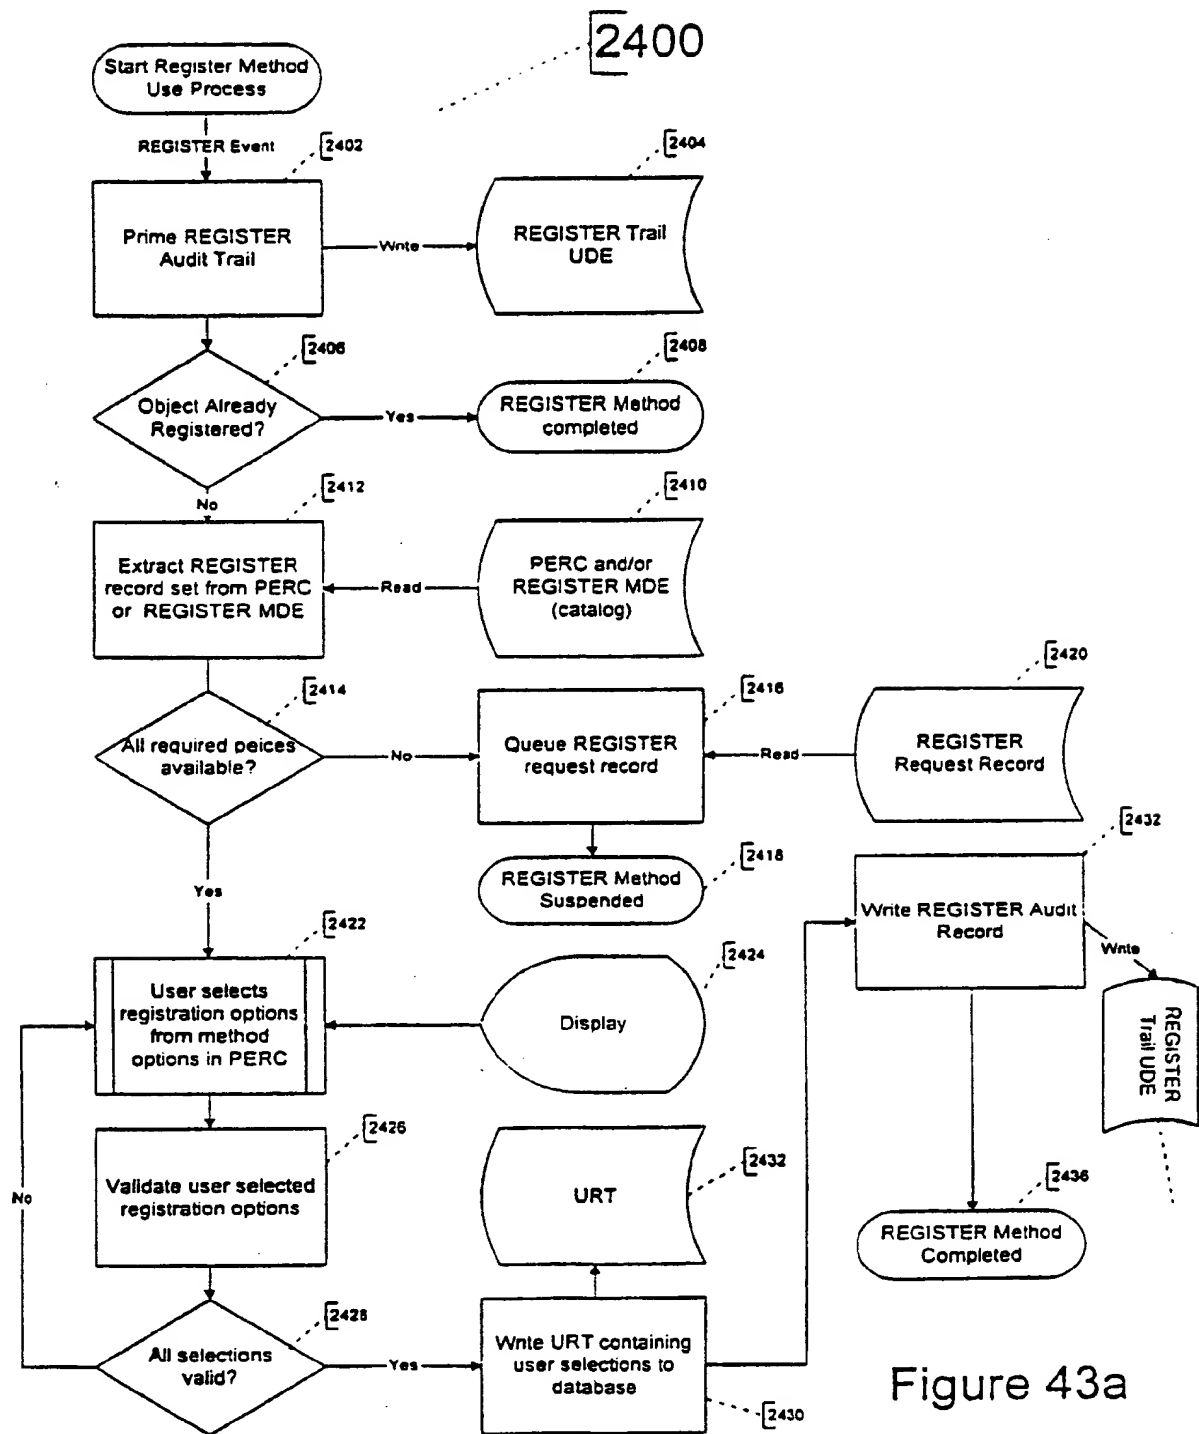 2400
Start Register Method
Use Process
REGISTER Event
2402
2404
Prime REGISTER
Audit Trail
Write
REGISTER Trail
UDE
2406
2408
Object Already
Registered?
Yes
REGISTER Method
completed
No
2412
2410
Extract REGISTER
record set from PERC
or REGISTER MDE
Read
PERC and/or
REGISTER MDE
(catalog)
2414
2416
2420
All required peices
available?
No
Queue REGISTER
request record
Read
REGISTER
Request Record
2418
REGISTER Method
Suspended
2432
Write REGISTER Audit
Record
Write
REGISTER
Trail UDE
Yes
2422
2424
User selects
registration options
from method
options in PERC
Display
2426
2432
Validate user selected
registration options
URT
No
2436
REGISTER Method
Completed
2428
All selections
valid?
Yes
Write URT containing
user selections to
database
2430
Figure 43a